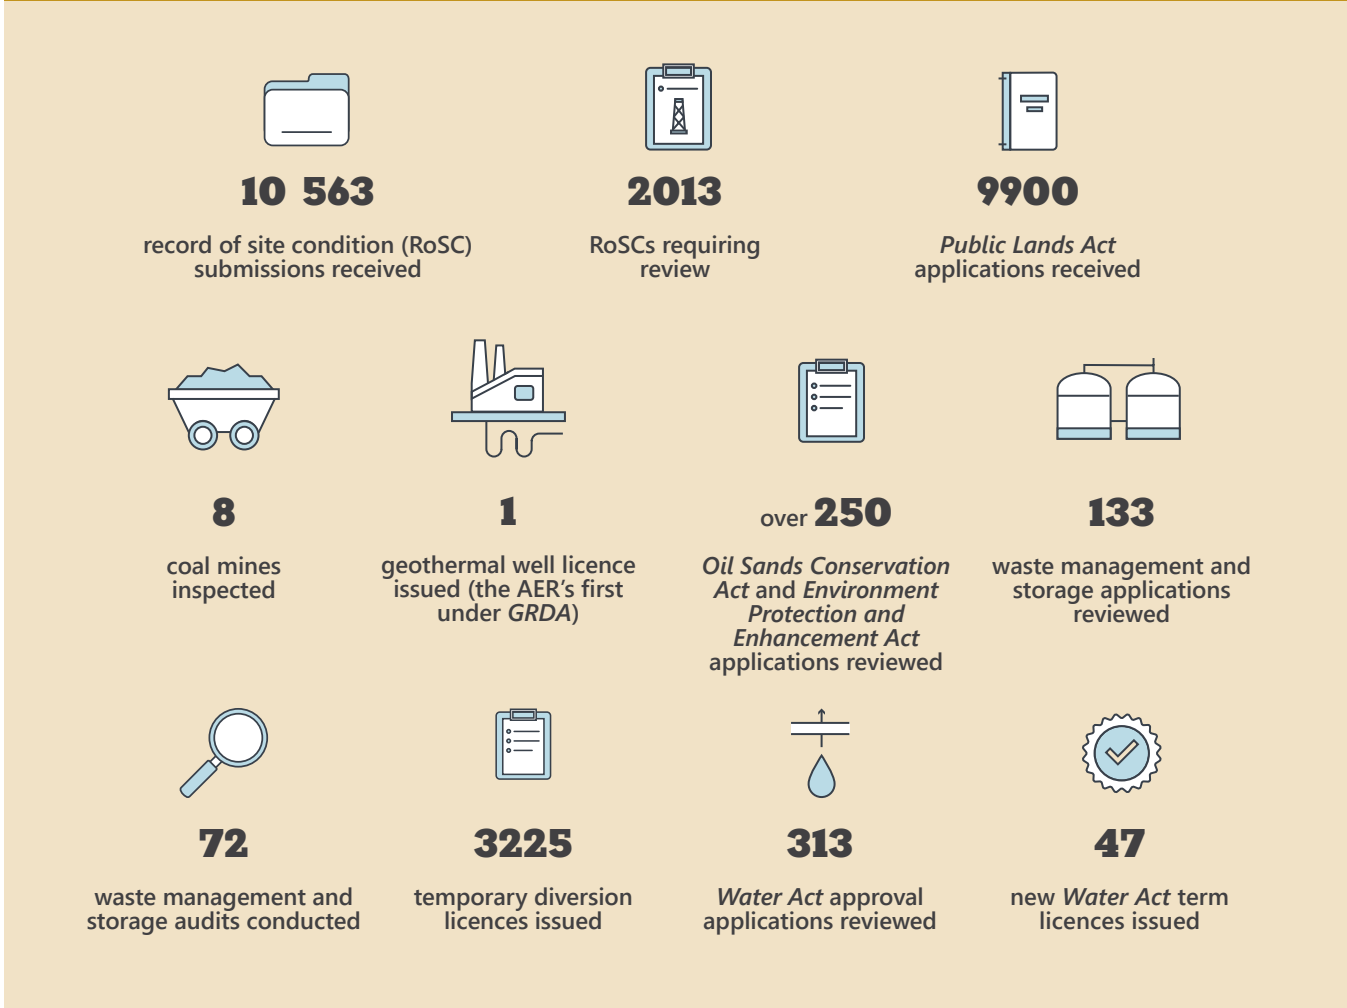 10 563
record of site condition (RoSC)
submissions received
2013
RoSCs requiring
review
9900
Public Lands Act
applications received
8
coal mines
inspected
1
geothermal well licence
issued (the AER’s first
under GRDA)
over 250
Oil Sands Conservation
Act and Environment
Protection and
Enhancement Act
applications reviewed
133
waste management and
storage applications
reviewed
72
waste management and
storage audits conducted
3225
temporary diversion
licences issued
313
Water Act approval
applications reviewed
47
new Water Act term
licences issued